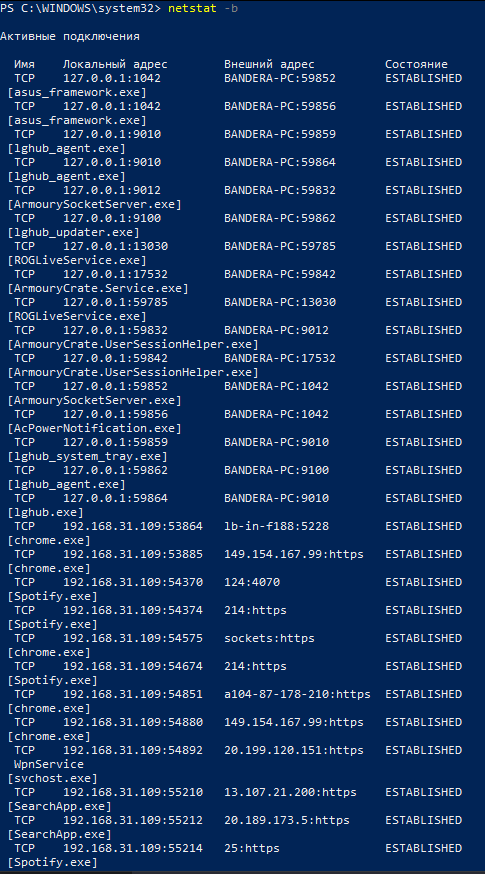 PS C:\WINDOWS\system32> netstat -b
Активные подключения
Имя Локальный адрес Внешний адрес Состояние
TCP 127.0.0.1:1042 BANDERA-PC:59852 ESTABLISHED
[asus_framework.exe]
TCP 127.0.0.1:1042 BANDERA-PC:59856 ESTABLISHED
[asus_framework.exe]
TCP 127.0.0.1:9010 BANDERA-PC:59859 ESTABLISHED
[lghub_agent.exe]
TCP 127.0.0.1:9010 BANDERA-PC:59864 ESTABLISHED
[lghub_agent.exe]
TCP 127.0.0.1:9012 BANDERA-PC:59832 ESTABLISHED
[ArmourySocketServer.exe]
TCP 127.0.0.1:9100 BANDERA-PC:59862 ESTABLISHED
[lghub_updater.exe]
TCP 127.0.0.1:13030 BANDERA-PC:59785 ESTABLISHED
[ROGLiveService.exe]
TCP 127.0.0.1:17532 BANDERA-PC:59842 ESTABLISHED
[ArmouryCrate.Service.exe]
TCP 127.0.0.1:59785 BANDERA-PC:13030 ESTABLISHED
[ROGLiveService.exe]
TCP 127.0.0.1:59832 BANDERA-PC:9012 ESTABLISHED
[ArmouryCrate.UserSessionHelper.exe]
TCP 127.0.0.1:59842 BANDERA-PC:17532 ESTABLISHED
[ArmouryCrate.UserSessionHelper.exe]
TCP 127.0.0.1:59852 BANDERA-PC:1042 ESTABLISHED
[ArmourySocketServer.exe]
TCP 127.0.0.1:59856 BANDERA-PC:1042 ESTABLISHED
[AcPowerNotification.exe]
TCP 127.0.0.1:59859 BANDERA-PC:9010 ESTABLISHED
[lghub_system_tray.exe]
TCP 127.0.0.1:59862 BANDERA-PC:9100 ESTABLISHED
[lghub_agent.exe]
TCP 127.0.0.1:59864 BANDERA-PC:9010 ESTABLISHED
[lghub.exe]
TCP 192.168.31.109:53864 lb-in-f188:5228 ESTABLISHED
[chrome.exe]
TCP 192.168.31.109:53885 149.154.167.99:https ESTABLISHED
[chrome.exe]
TCP 192.168.31.109:54370 124:4070 ESTABLISHED
[Spotify.exe]
TCP 192.168.31.109:54374 214:https ESTABLISHED
[Spotify.exe]
TCP 192.168.31.109:54575 sockets:https ESTABLISHED
[chrome.exe]
TCP 192.168.31.109:54674 214:https ESTABLISHED
[Spotify.exe]
TCP 192.168.31.109:54851 a104-87-178-210:https ESTABLISHED
[chrome.exe]
TCP 192.168.31.109:54880 149.154.167.99:https ESTABLISHED
[chrome.exe]
TCP 192.168.31.109:54892 20.199.120.151:https ESTABLISHED
WpnService
[svchost.exe]
TCP 192.168.31.109:55210 13.107.21.200:https ESTABLISHED
[SearchApp.exe]
TCP 192.168.31.109:55212 20.189.173.5:https ESTABLISHED
[SearchApp.exe]
TCP 192.168.31.109:55214 25:https ESTABLISHED
[Spotify.exe]